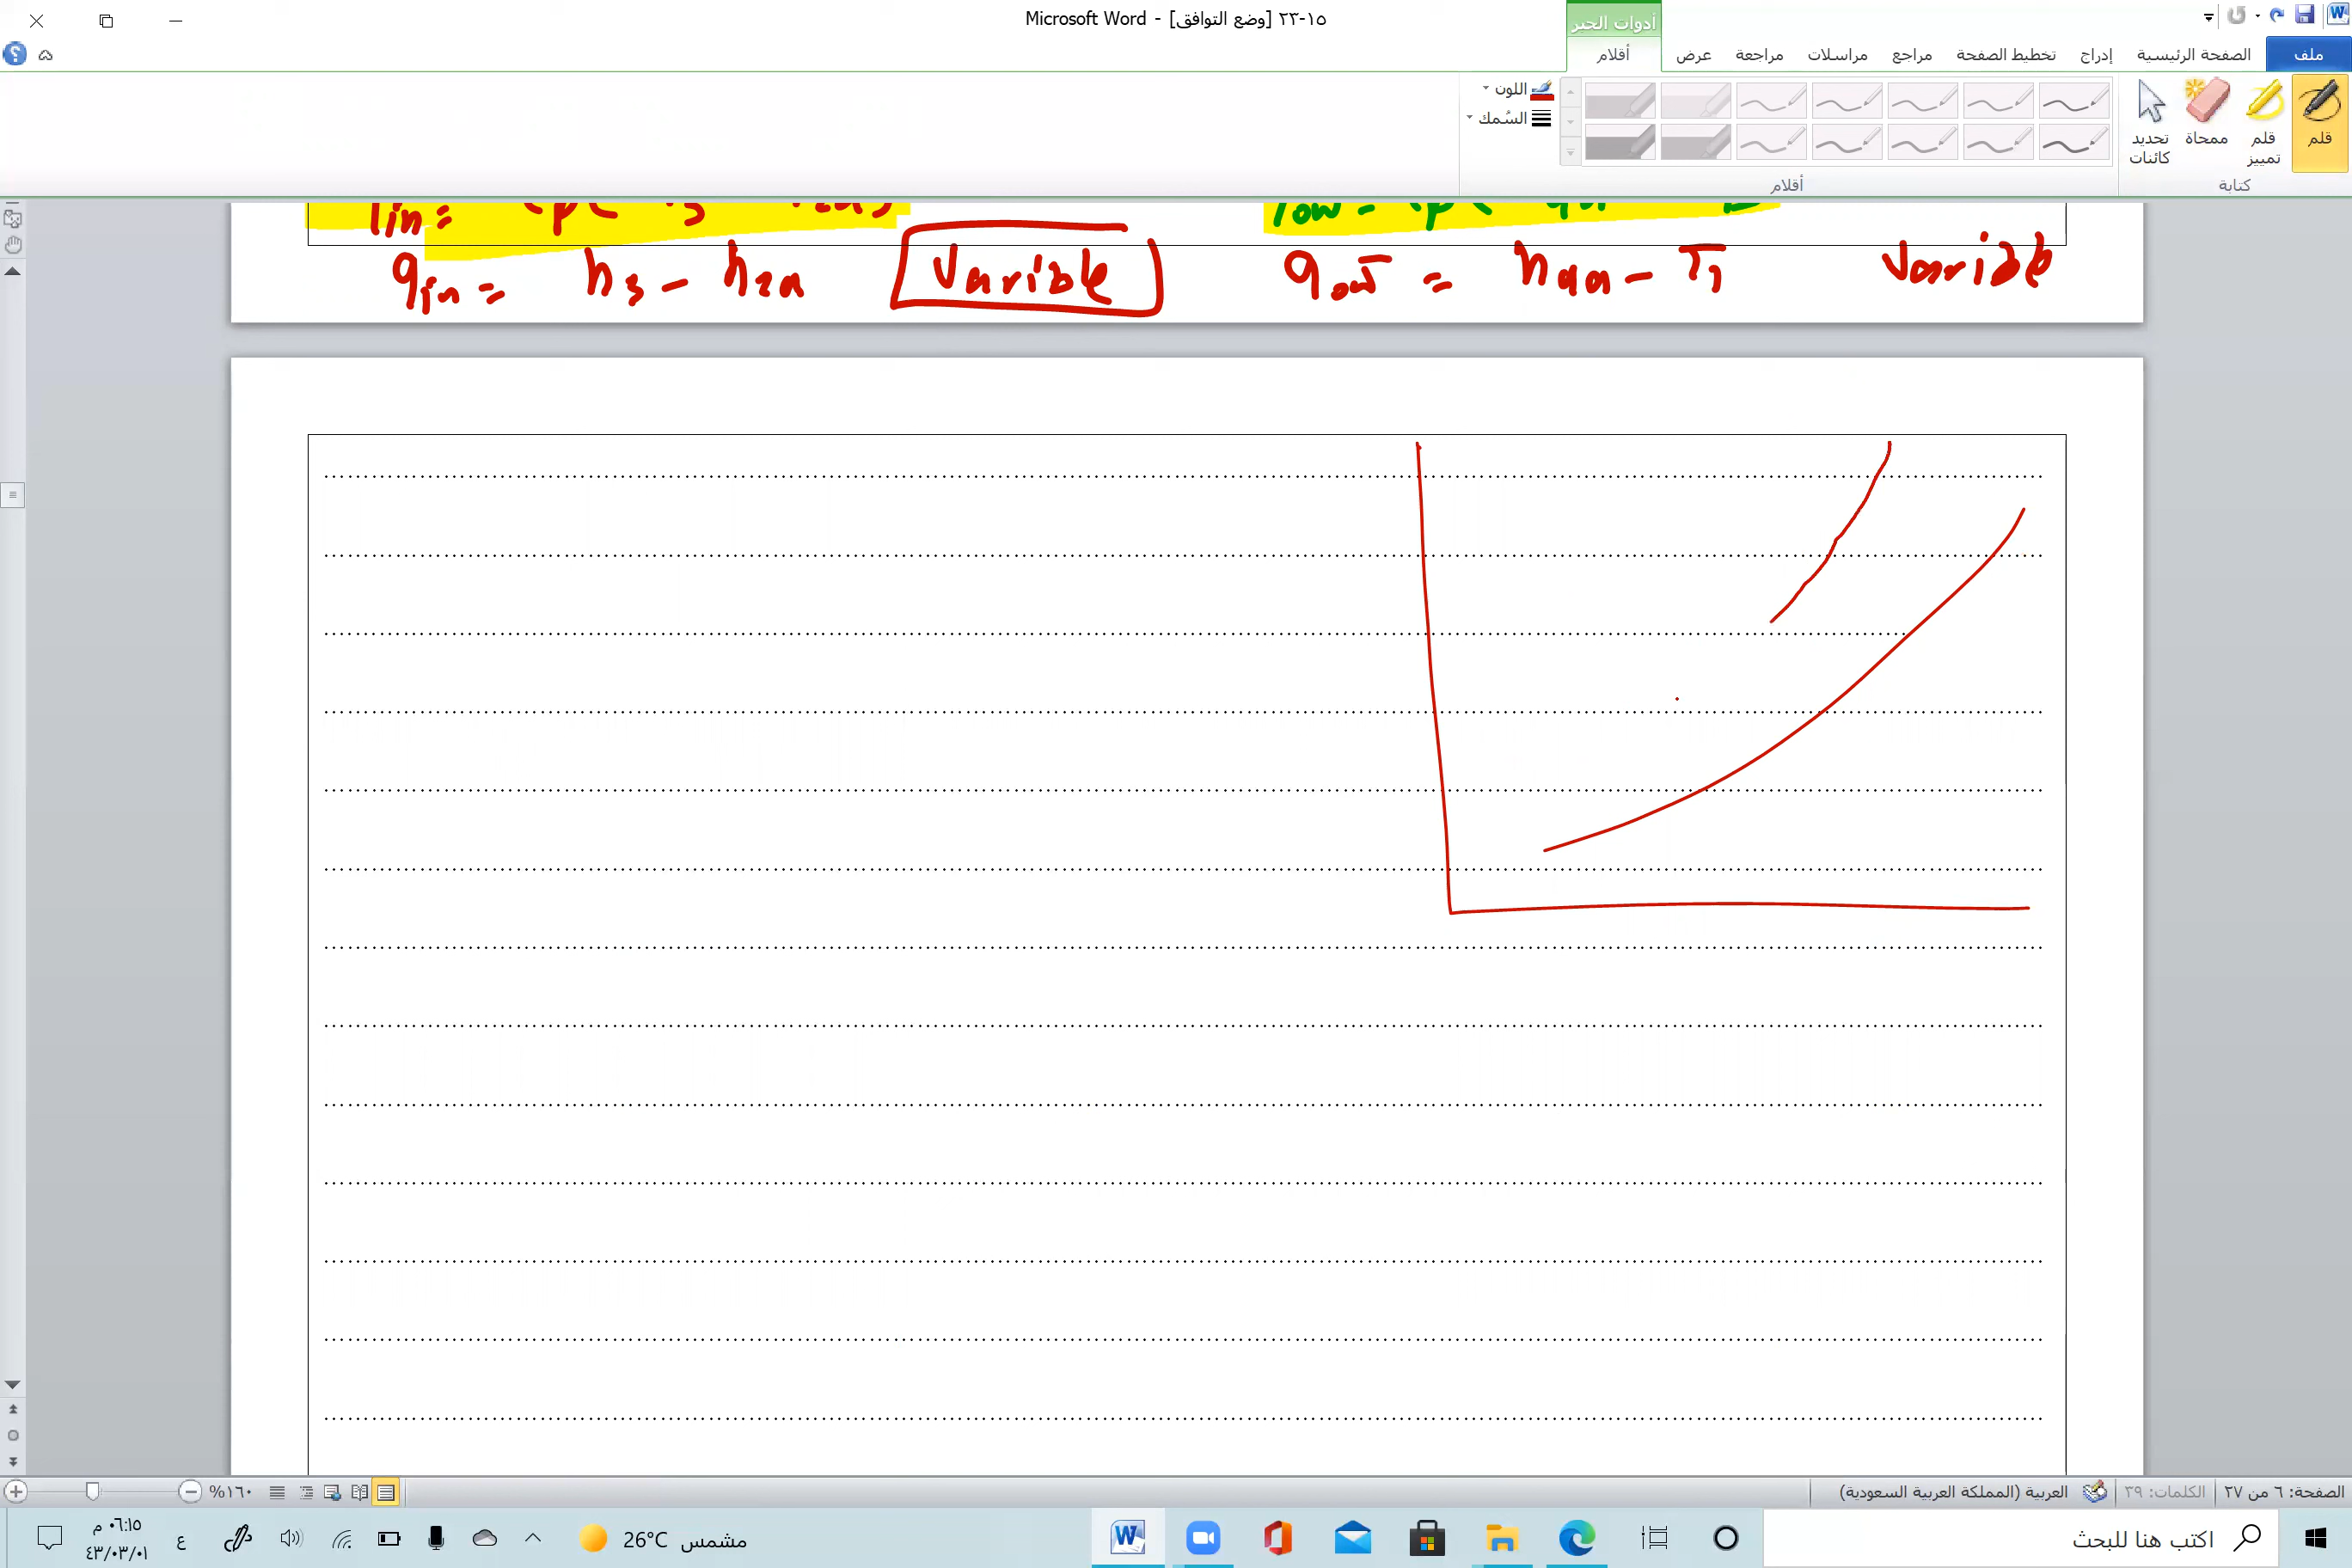 ٢٣-١٥ [وضع التوافق] - Microsoft Word
أدوات الحبر
ملف الصفحة الرئيسية إدراج تخطيط الصفحة مراجع مراسلات مراجعة عرض أقلام
قلم
قلم تمييز
ممحاة
تحديد كائنات
اللون
السُمك
كتابة
أقلام
qin = h3 - h2a Varible qout = h4a - T1 Varible
الصفحة: ٦ من ٢٧ الكلمات: ٣٩ العربية (المملكة العربية السعودية) ١٦٠%
اكتب هنا للبحث
26°C مشمس
ع
٠٦:١٥ م
٤٣/٠٣/٠١